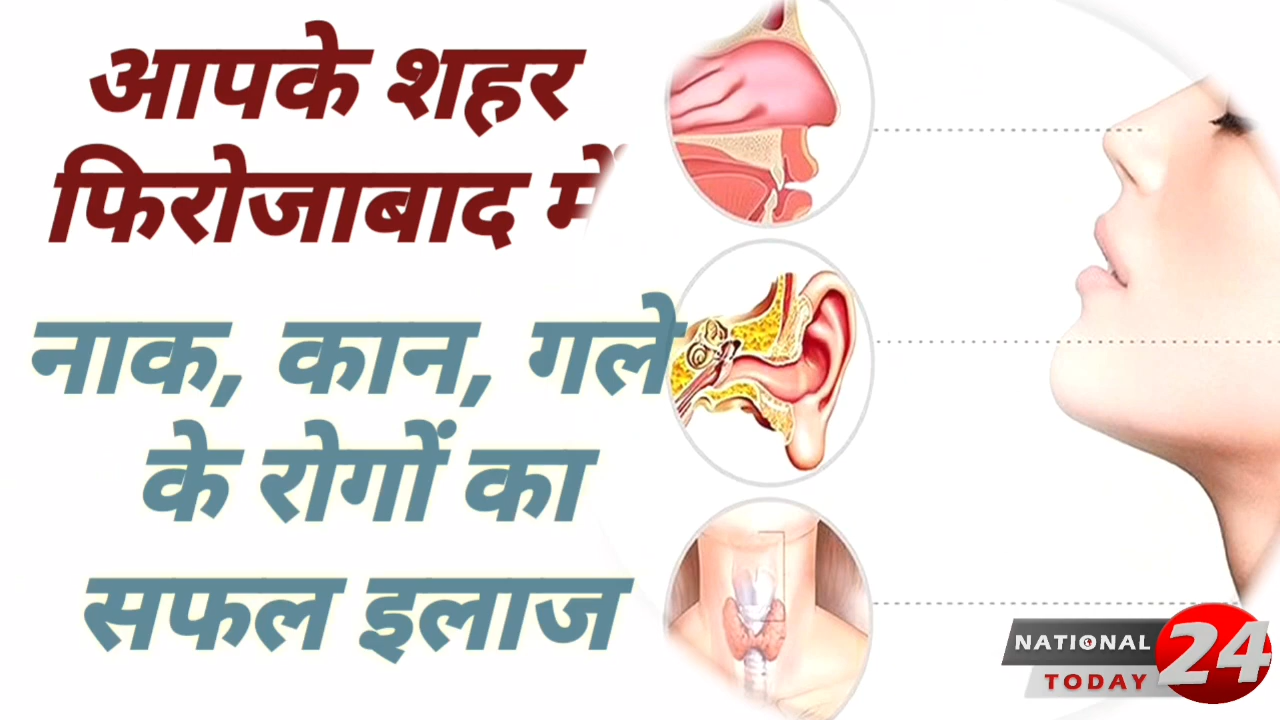 आपके शहर
फिरोजाबाद में
नाक, कान, गले
के रोगों का
सफल इलाज
NATIONAL
TODAY
24